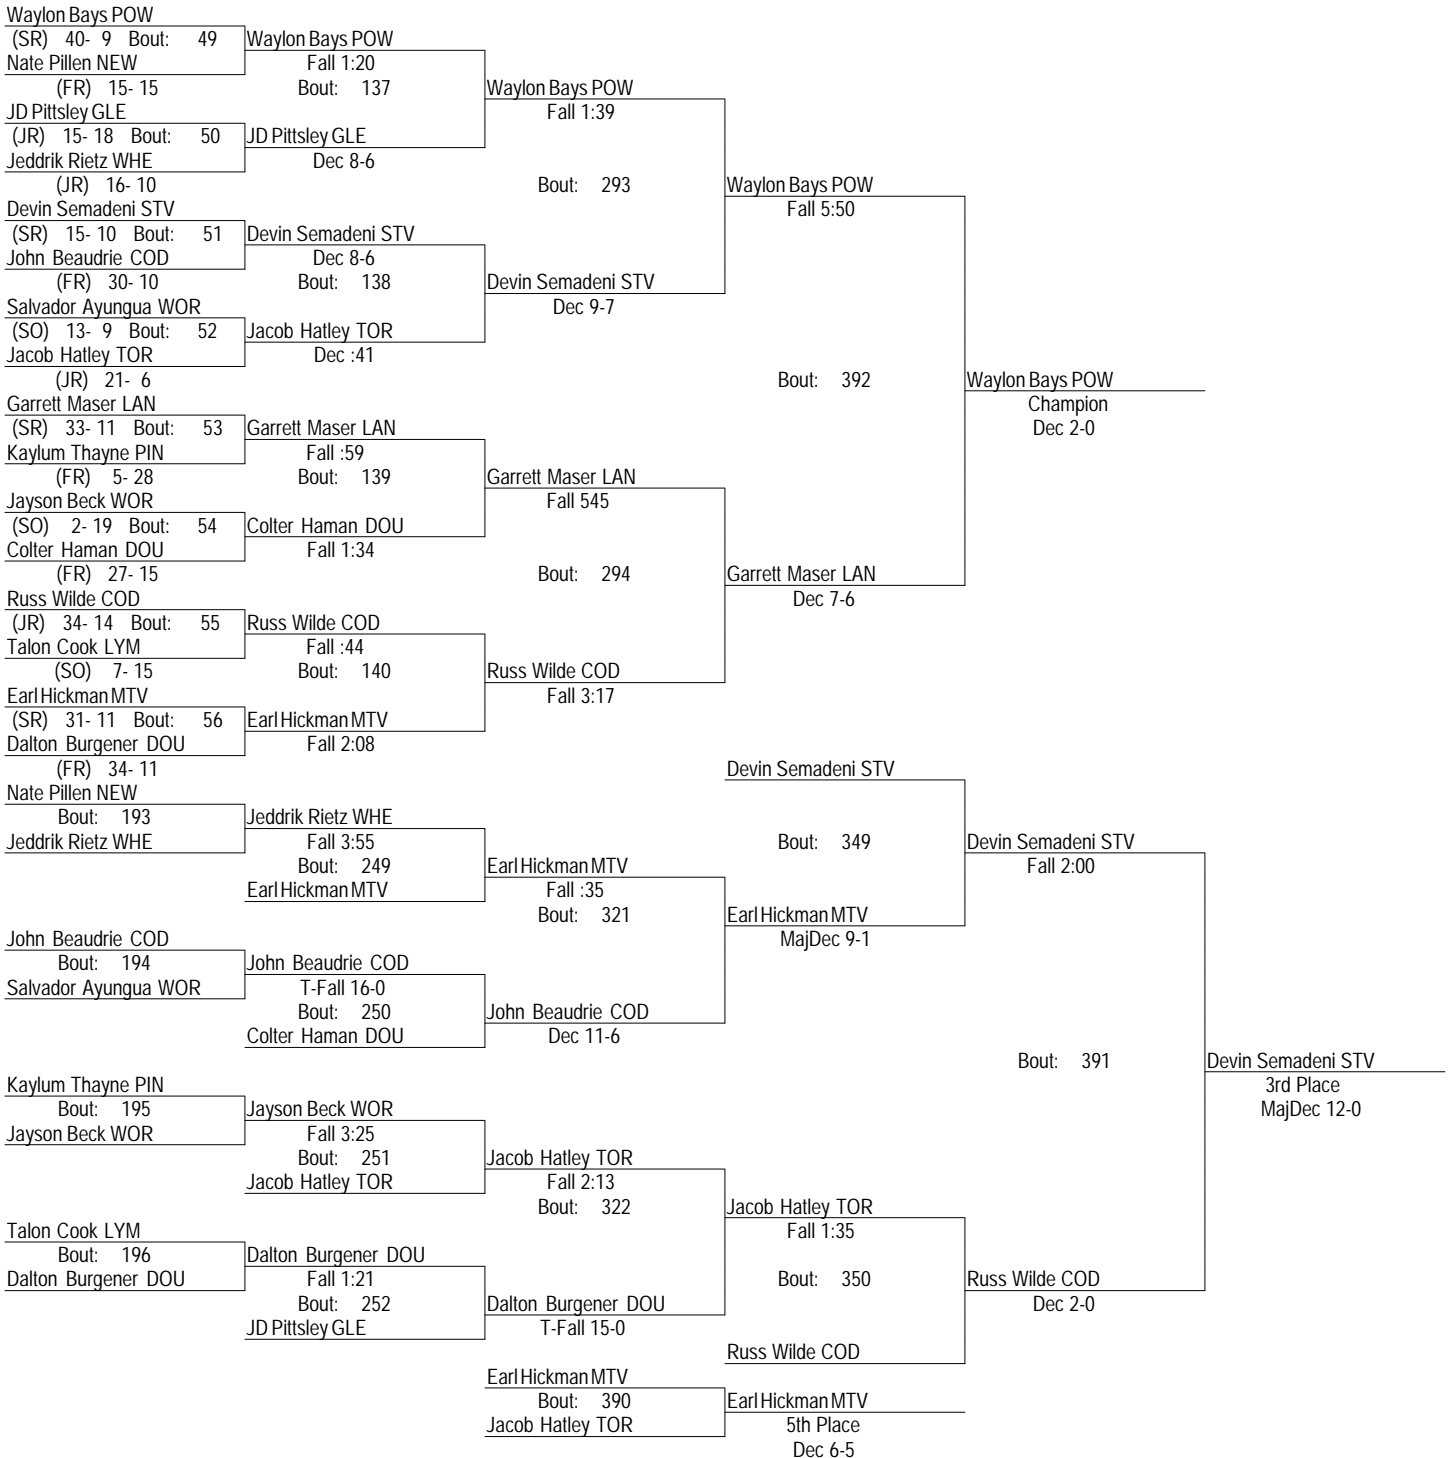 Waylon Bays POW
(SR) 40- 9 Bout: 49 Waylon Bays POW
Nate Pillen NEW Fall 1:20
(FR) 15- 15 Bout: 137 Waylon Bays POW
JD Pittsley GLE Fall 1:39
(JR) 15- 18 Bout: 50 JD Pittsley GLE
Jeddrik Rietz WHE Dec 8-6
(JR) 16- 10 Bout: 293 Waylon Bays POW
Devin Semadeni STV Fall 5:50
(SR) 15- 10 Bout: 51 Devin Semadeni STV
John Beaudrie COD Dec 8-6
(FR) 30- 10 Bout: 138 Devin Semadeni STV
Salvador Ayungua WOR Dec 9-7
(SO) 13- 9 Bout: 52 Jacob Hatley TOR
Jacob Hatley TOR Dec :41
(JR) 21- 6 Bout: 392 Waylon Bays POW
Garrett Maser LAN Champion
(SR) 33- 11 Bout: 53 Garrett Maser LAN Dec 2-0
Kaylum Thayne PIN Fall :59
(FR) 5- 28 Bout: 139 Garrett Maser LAN
Jayson Beck WOR Fall 545
(SO) 2- 19 Bout: 54 Colter Haman DOU
Colter Haman DOU Fall 1:34
(FR) 27- 15 Bout: 294 Garrett Maser LAN
Russ Wilde COD Dec 7-6
(JR) 34- 14 Bout: 55 Russ Wilde COD
Talon Cook LYM Fall :44
(SO) 7- 15 Bout: 140 Russ Wilde COD
Earl Hickman MTV Fall 3:17
(SR) 31- 11 Bout: 56 Earl Hickman MTV
Dalton Burgener DOU Fall 2:08
(FR) 34- 11 Devin Semadeni STV
Nate Pillen NEW
Bout: 193 Jeddrik Rietz WHE
Jeddrik Rietz WHE Fall 3:55 Bout: 349 Devin Semadeni STV
Bout: 249 Earl Hickman MTV Fall 2:00
Earl Hickman MTV Fall :35
Bout: 321 Earl Hickman MTV
John Beaudrie COD MajDec 9-1
Bout: 194 John Beaudrie COD
Salvador Ayungua WOR T-Fall 16-0
Bout: 250 John Beaudrie COD
Colter Haman DOU Dec 11-6
Bout: 391 Devin Semadeni STV
Kaylum Thayne PIN 3rd Place
Bout: 195 Jayson Beck WOR MajDec 12-0
Jayson Beck WOR Fall 3:25
Bout: 251 Jacob Hatley TOR
Jacob Hatley TOR Fall 2:13
Bout: 322 Jacob Hatley TOR
Talon Cook LYM Fall 1:35
Bout: 196 Dalton Burgener DOU
Dalton Burgener DOU Fall 1:21 Bout: 350 Russ Wilde COD
Bout: 252 Dalton Burgener DOU Dec 2-0
JD Pittsley GLE T-Fall 15-0
Russ Wilde COD
Earl Hickman MTV
Bout: 390 Earl Hickman MTV
Jacob Hatley TOR 5th Place
Dec 6-5